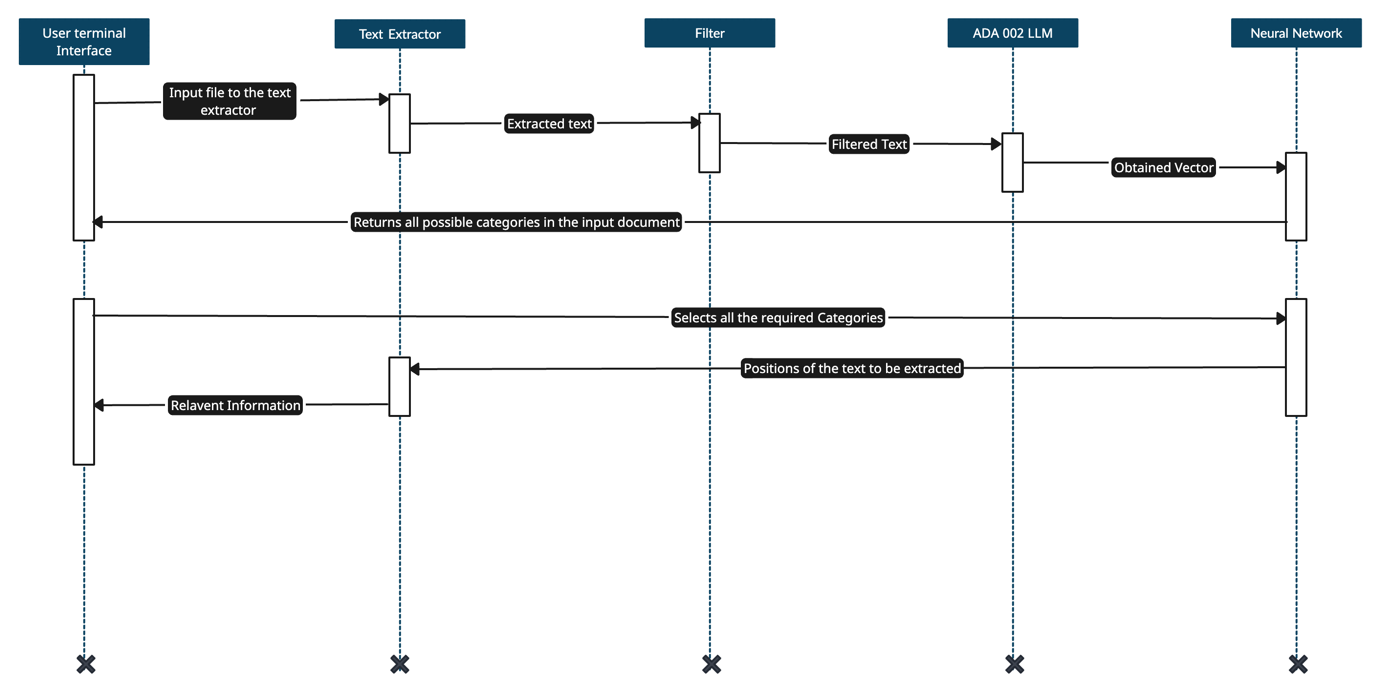 User terminal
Interface
Text Extractor
Filter
ADA 002 LLM
Neural Network
Input file to the text
extractor
Extracted text
Filtered Text
Obtained Vector
Returns all possible categories in the input document
Selects all the required Categories
Positions of the text to be extracted
Relavent Information